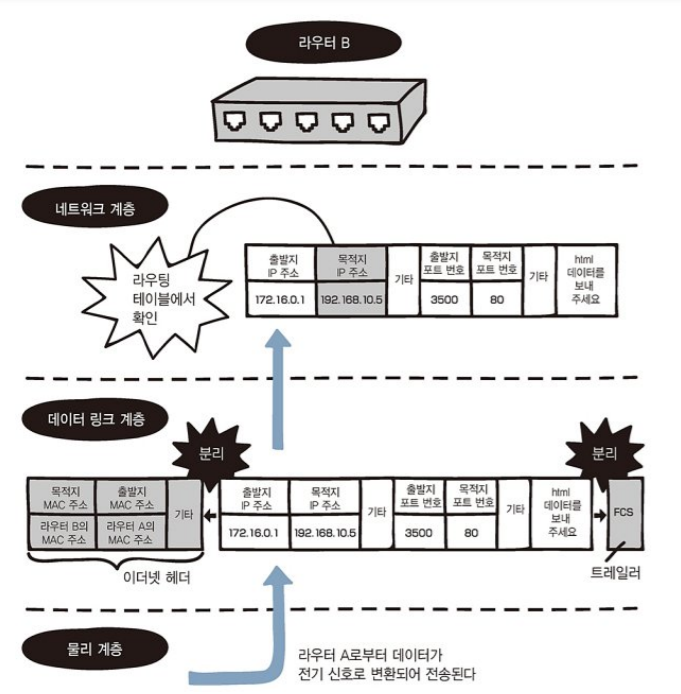 라우터 B
네트워크 계층
라우팅
테이블에서
확인
출발지
IP 주소
목적지
IP 주소
기타
출발지
포트 번호
목적지
포트 번호
기타
html
데이터를
보내
주세요
172.16.0.1
192.168.10.5
3500
80
데이터 링크 계층
분리
분리
목적지
MAC 주소
출발지
MAC 주소
기타
출발지
IP 주소
목적지
IP 주소
기타
출발지
포트 번호
목적지
포트 번호
기타
html
데이터를
보내
주세요
FCS
라우터 B의
MAC 주소
라우터 A의
MAC 주소
172.16.0.1
192.168.10.5
3500
80
이더넷 헤더
트레일러
물리 계층
라우터 A로부터 데이터가
전기 신호로 변환되어 전송된다